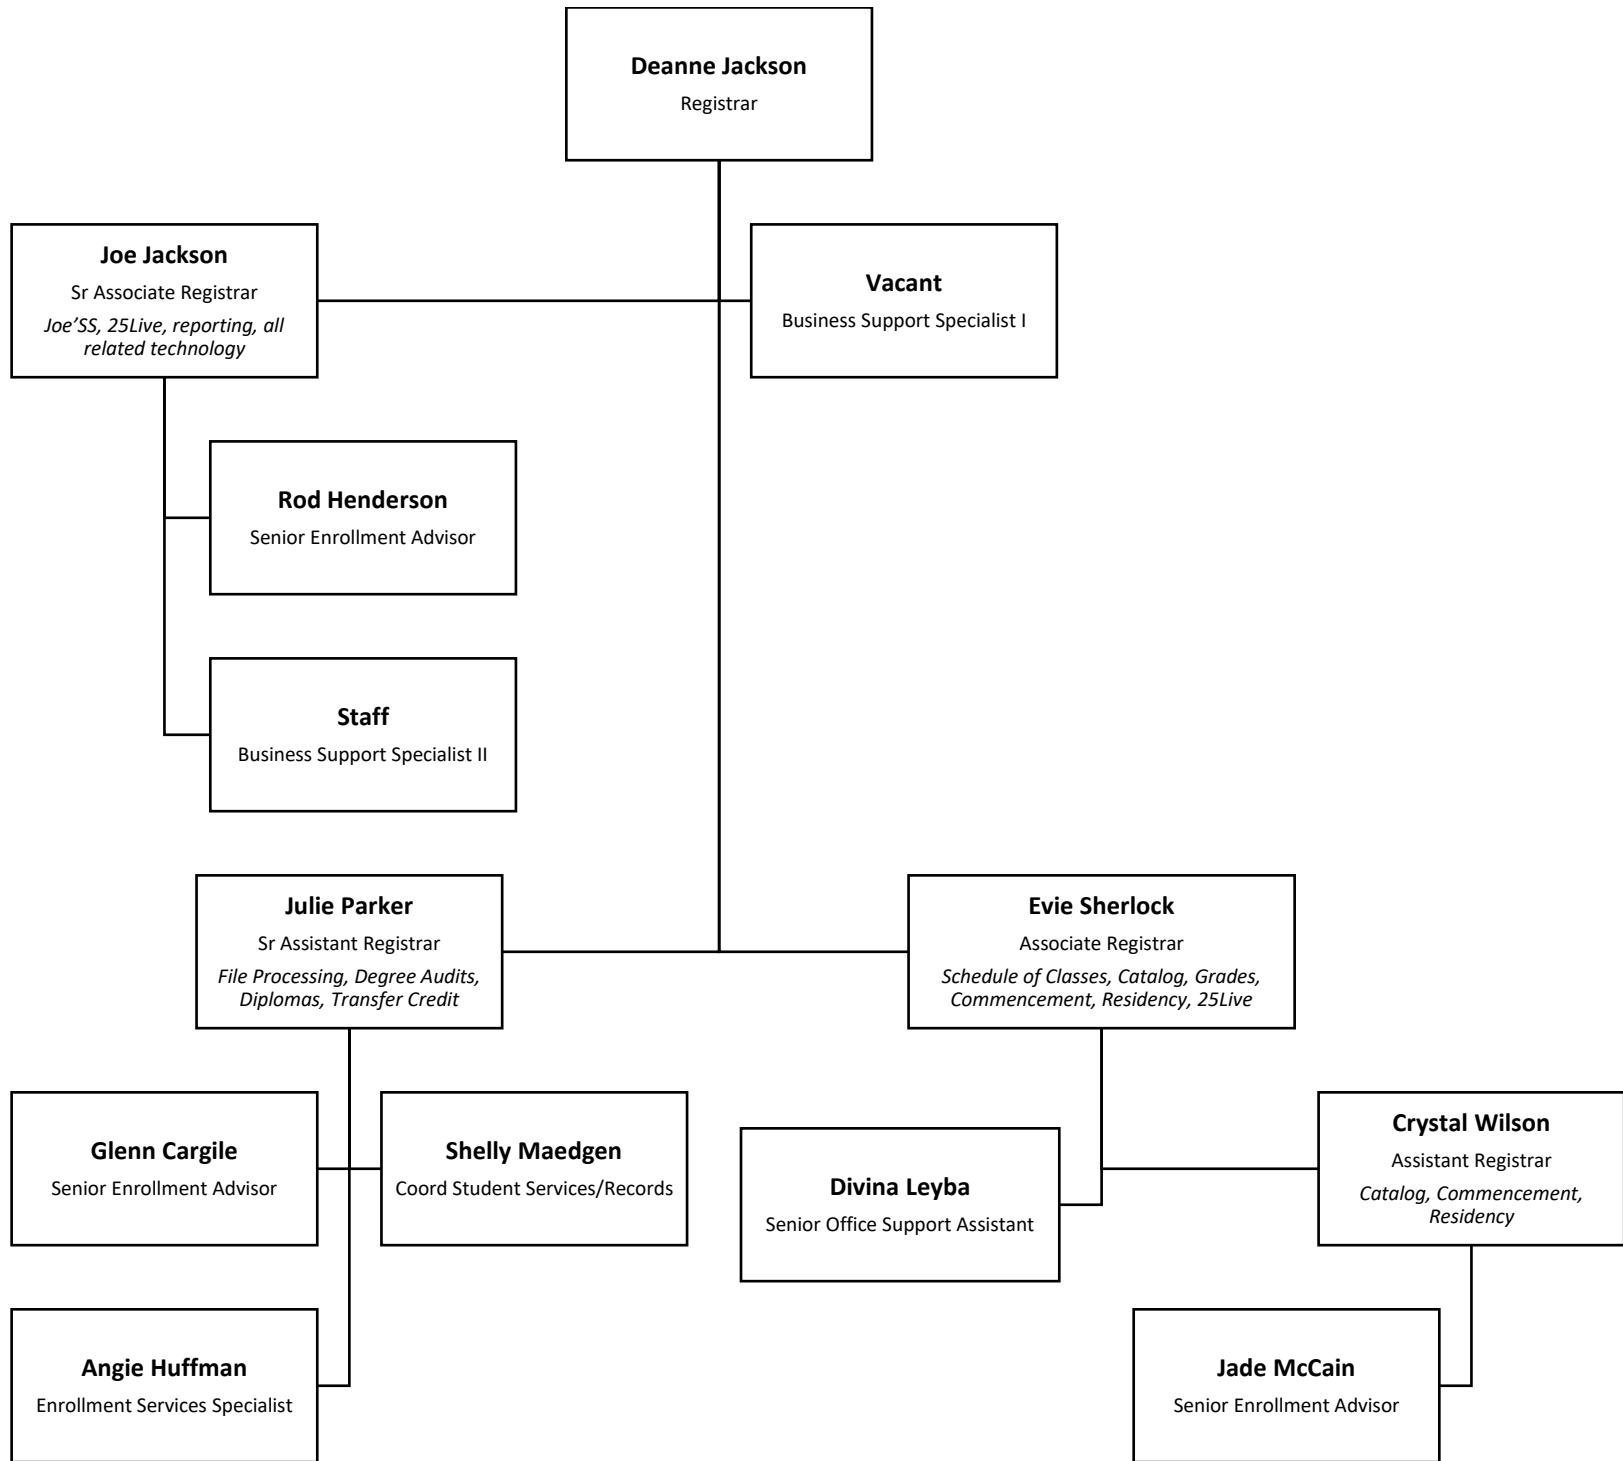 Deanne Jackson
Registrar
Joe Jackson
Sr Associate Registrar
Joe’SS, 25Live, reporting, all
related technology
Vacant
Business Support Specialist I
Rod Henderson
Senior Enrollment Advisor
Staff
Business Support Specialist II
Julie Parker
Sr Assistant Registrar
File Processing, Degree Audits,
Diplomas, Transfer Credit
Evie Sherlock
Associate Registrar
Schedule of Classes, Catalog, Grades,
Commencement, Residency, 25Live
Glenn Cargile
Senior Enrollment Advisor
Shelly Maedgen
Coord Student Services/Records
Divina Leyba
Senior Office Support Assistant
Crystal Wilson
Assistant Registrar
Catalog, Commencement,
Residency
Angie Huffman
Enrollment Services Specialist
Jade McCain
Senior Enrollment Advisor